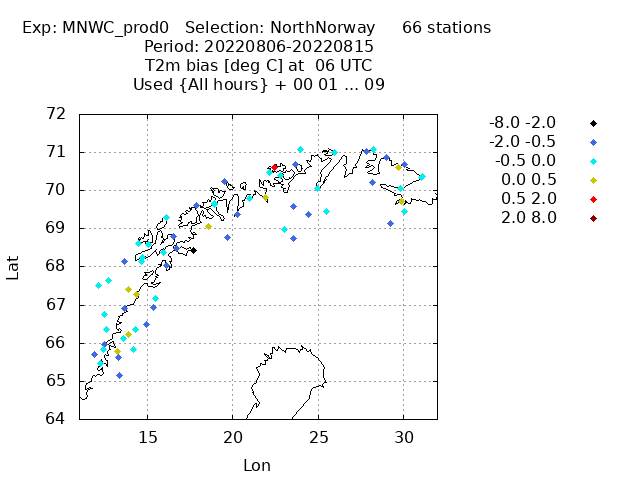 Exp: MNWC_prod0 Selection: NorthNorway 66 stations
Period: 20220806-20220815
T2m bias [deg C] at 06 UTC
Used {All hours} + 00 01 ... 09
72
71
70
69
68
67
66
65
64
Lat
15 20 25 30
Lon
-8.0 -2.0
-2.0 -0.5
-0.5 0.0
0.0 0.5
0.5 2.0
2.0 8.0